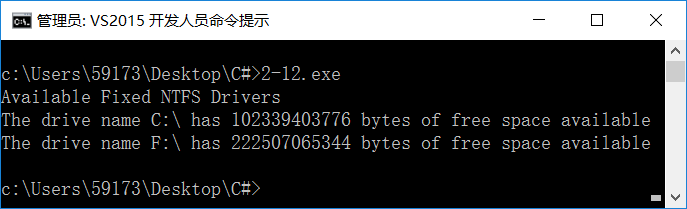 管理员: VS2015 开发人员命令提示
c:\Users\59173\Desktop\C#>2-12.exe
Available Fixed NTFS Drivers
The drive name C:\ has 102339403776 bytes of free space available
The drive name F:\ has 222507065344 bytes of free space available
c:\Users\59173\Desktop\C#>